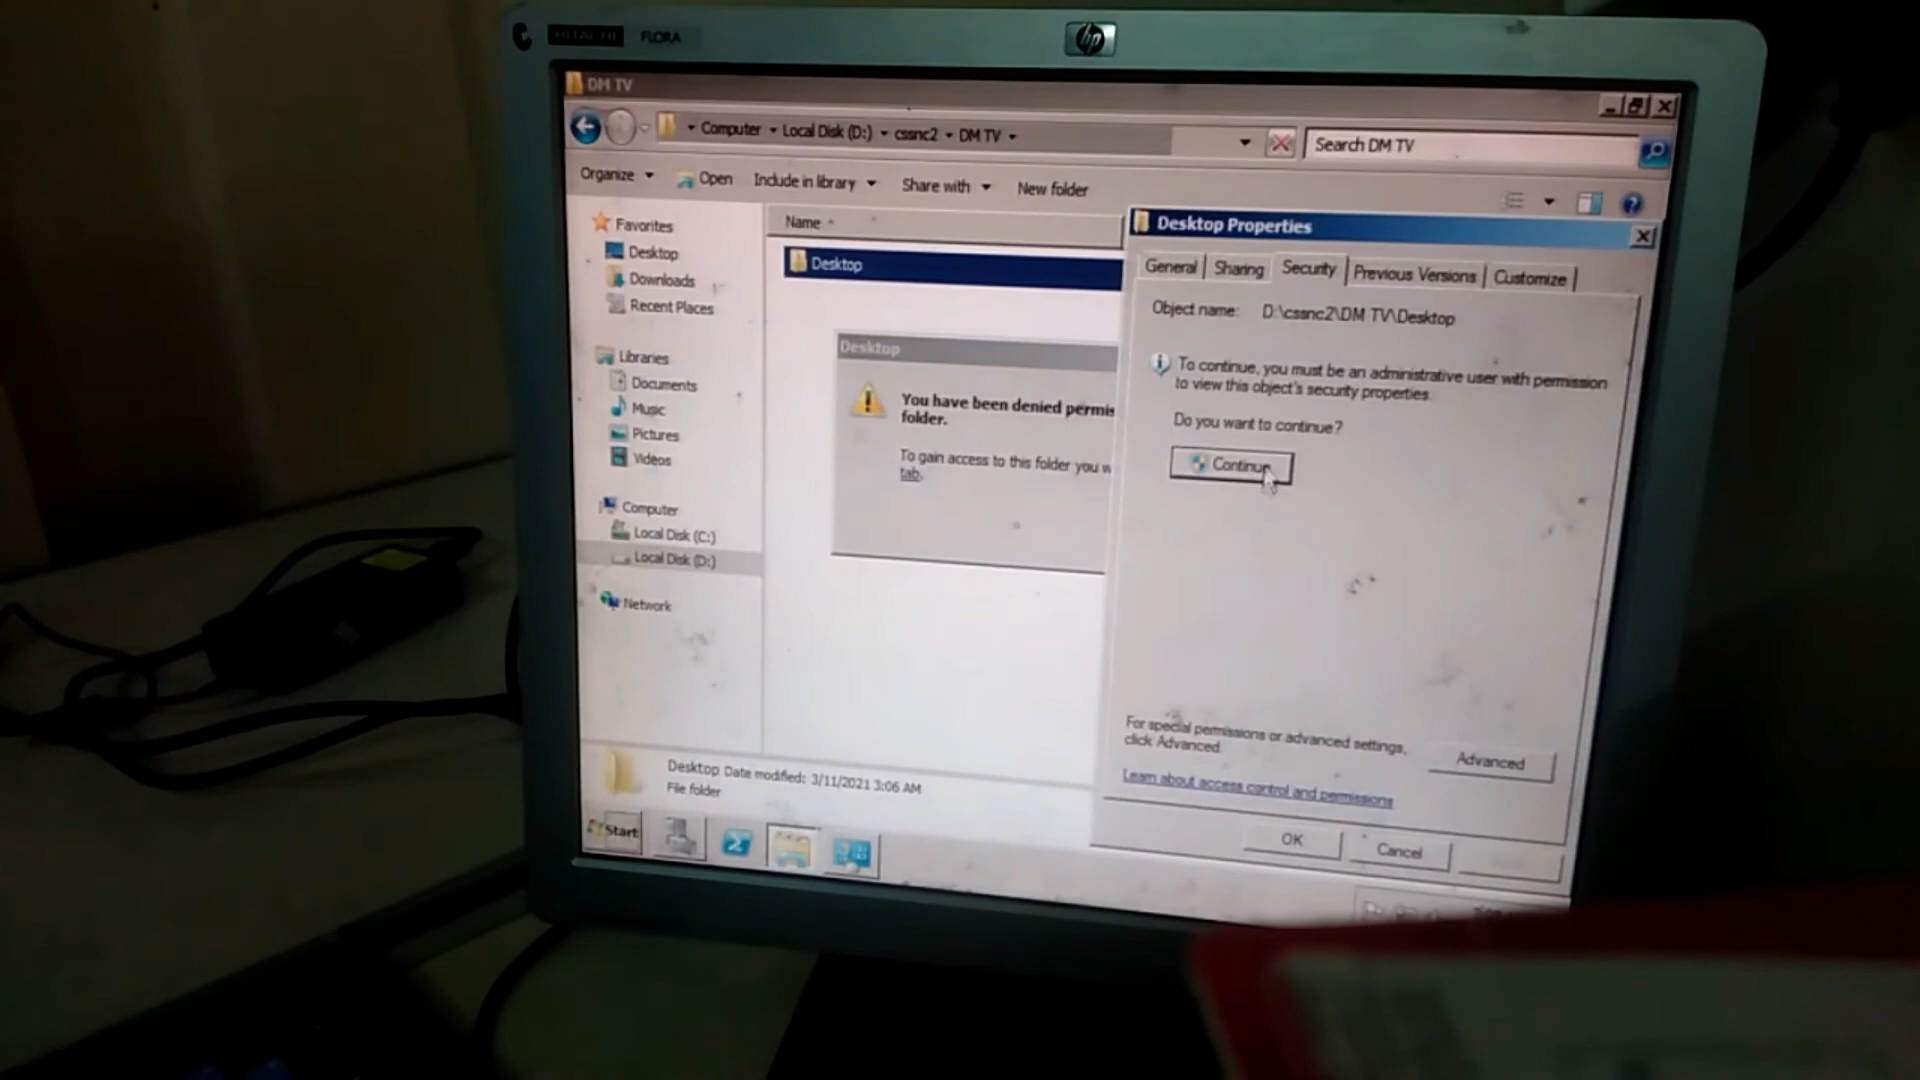 HITACHI FLORA
hp
DM TV
Computer Local Disk (D:) cssnc2 DM TV
Search DM TV
Organize Open Include in library Share with New folder
Favorites
Desktop
Downloads
Recent Places
Libraries
Documents
Music
Pictures
Videos
Computer
Local Disk (C:)
Local Disk (D:)
Network
Name
Desktop
Desktop
You have been denied permis
folder.
To gain access to this folder you w
tab.
Desktop Properties
General Sharing Security Previous Versions Customize
Object name: D:\cssnc2\DM TV\Desktop
To continue, you must be an administrative user with permission
to view this object's security properties.
Do you want to continue?
Continue
For special permissions or advanced settings,
click Advanced.
Advanced
Learn about access control and permissions
OK Cancel
Desktop Date modified: 3/11/2021 3:06 AM
File folder
Start